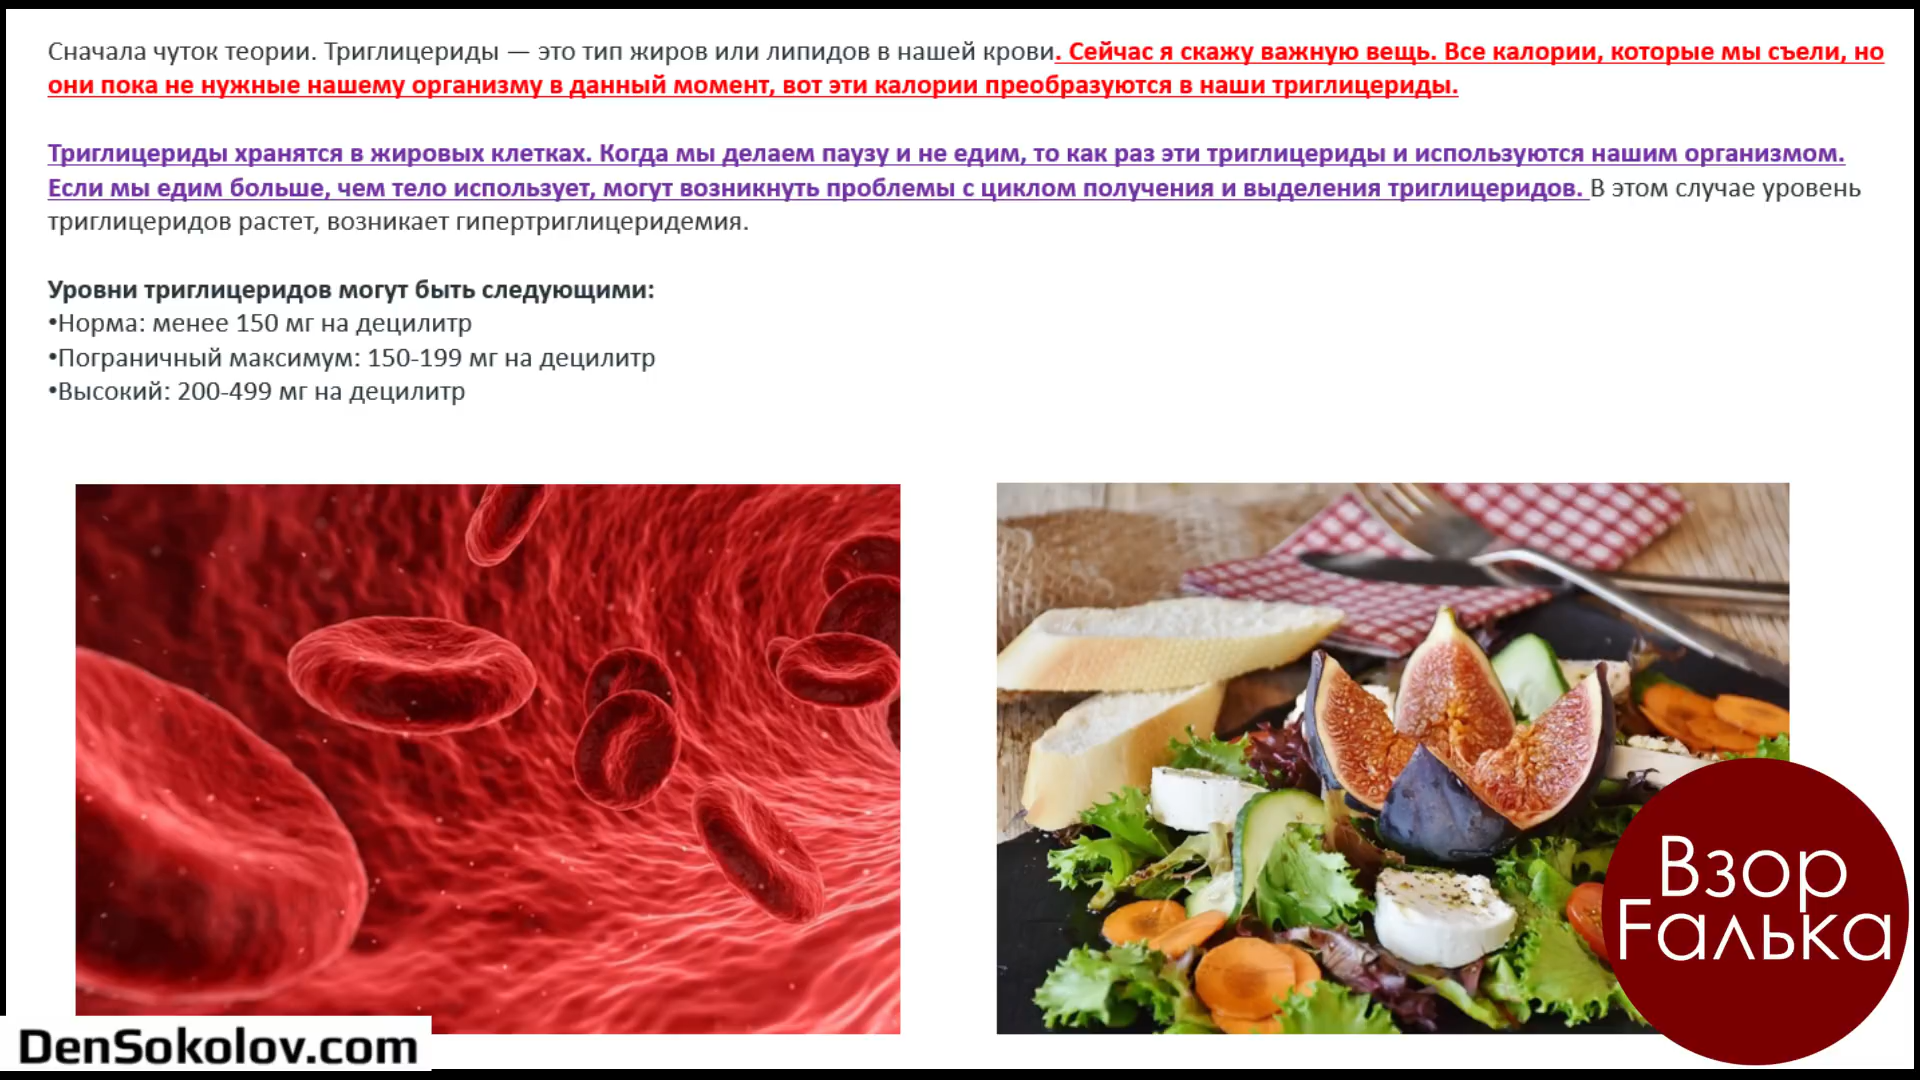 Сначала чуток теории. Триглицериды — это тип жиров или липидов в нашей крови. Сейчас я скажу важную вещь. Все калории, которые мы съели, но
они пока не нужные нашему организму в данный момент, вот эти калории преобразуются в наши триглицериды.
Триглицериды хранятся в жировых клетках. Когда мы делаем паузу и не едим, то как раз эти триглицериды и используются нашим организмом.
Если мы едим больше, чем тело использует, могут возникнуть проблемы с циклом получения и выделения триглицеридов. В этом случае уровень
триглицеридов растет, возникает гипертриглицеридемия.
Уровни триглицеридов могут быть следующими:
•Норма: менее 150 мг на децилитр
•Пограничный максимум: 150-199 мг на децилитр
•Высокий: 200-499 мг на децилитр
Взор
Fалька
DenSokolov.com